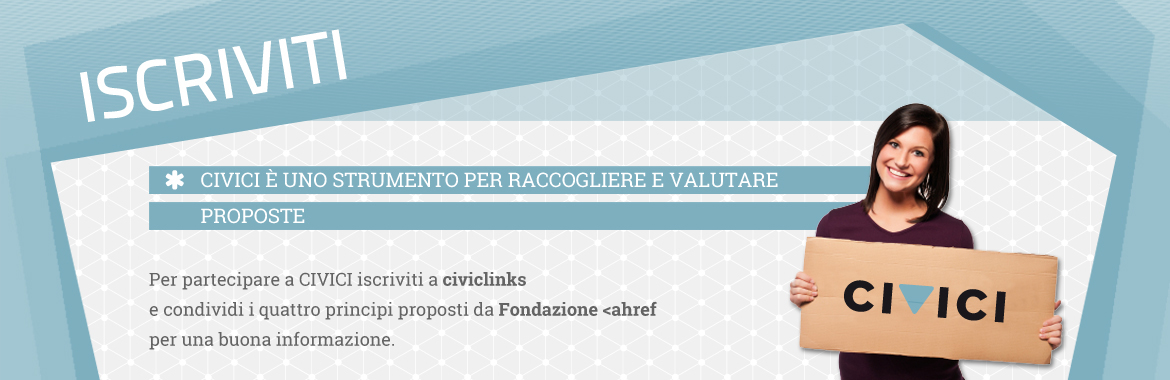 ISCRIVITI
CIVICI È UNO STRUMENTO PER RACCOGLIERE E VALUTARE
PROPOSTE
Per partecipare a CIVICI iscriviti a civiclinks
e condividi i quattro principi proposti da Fondazione <ahref
per una buona informazione.
CIVICI